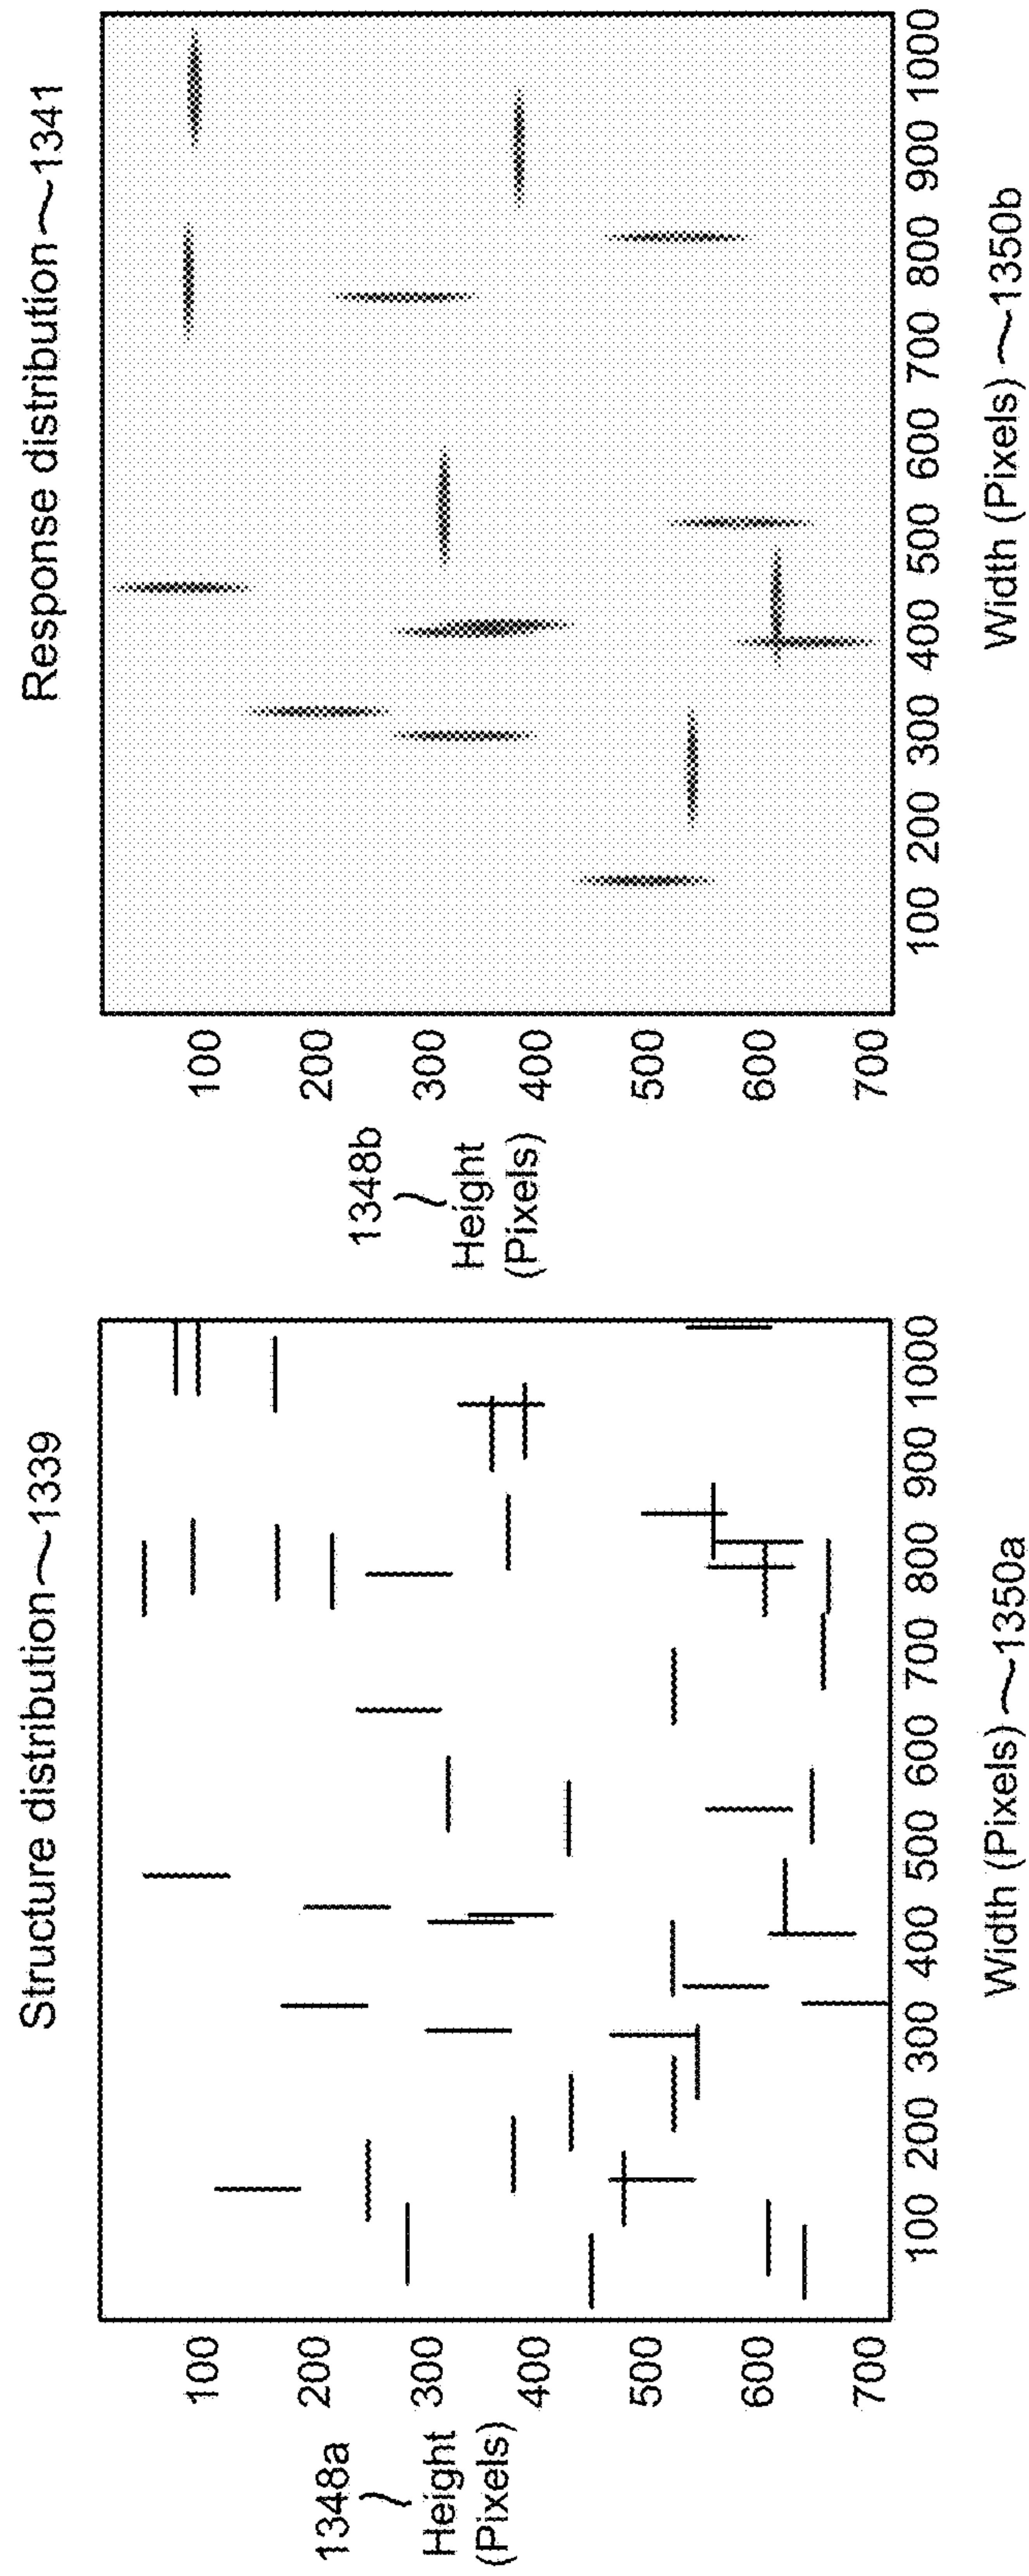 Structure distribution~1339
1348a
Height
(Pixels)
100
200
300
400
500
600
700
100 200 300 400 500 600 700 800 900 1000
Width (Pixels)~1350a
Response distribution~1341
1348b
Height
(Pixels)
100
200
300
400
500
600
700
100 200 300 400 500 600 700 800 900 1000
Width (Pixels)~1350b